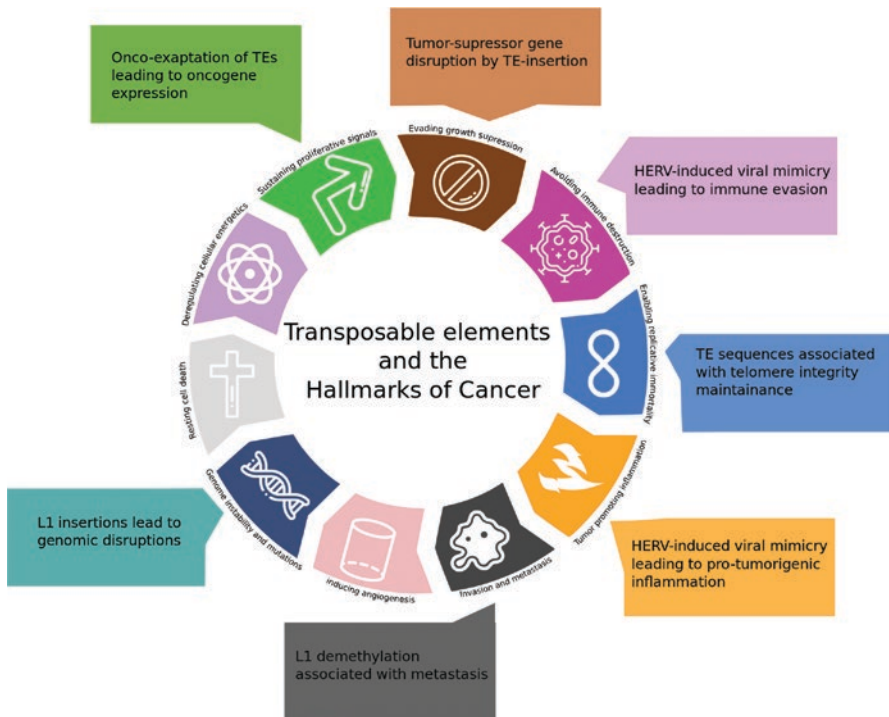 Onco-exaptation of TEs
leading to oncogene
expression
Tumor-supressor gene
disruption by TE-insertion
HERV-induced viral mimicry
leading to immune evasion
TE sequences associated
with telomere integrity
maintainance
HERV-induced viral mimicry
leading to pro-tumorigenic
inflammation
L1 demethylation
associated with metastasis
L1 insertions lead to
genomic disruptions
Sustaining proliferative signals
Evading growth supression
Avoiding immune destruction
Enalbling replicative immortality
Tumor promoting inflammation
Invasion and metastasis
inducing angiogenesis
Genome instability and mutations
Resting cell death
Deregulating cellular energetics
Transposable elements
and the
Hallmarks of Cancer